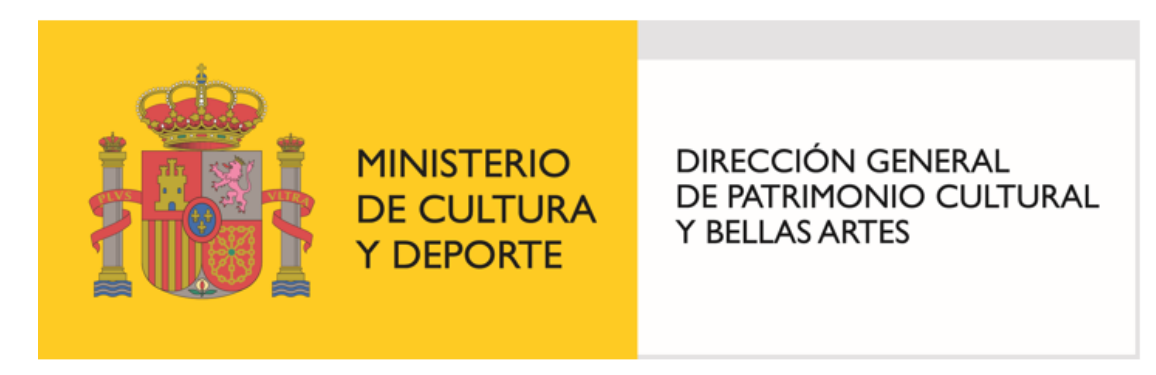 PLVS
VLTRA
MINISTERIO
DE CULTURA
Y DEPORTE
DIRECCIÓN GENERAL
DE PATRIMONIO CULTURAL
Y BELLAS ARTES